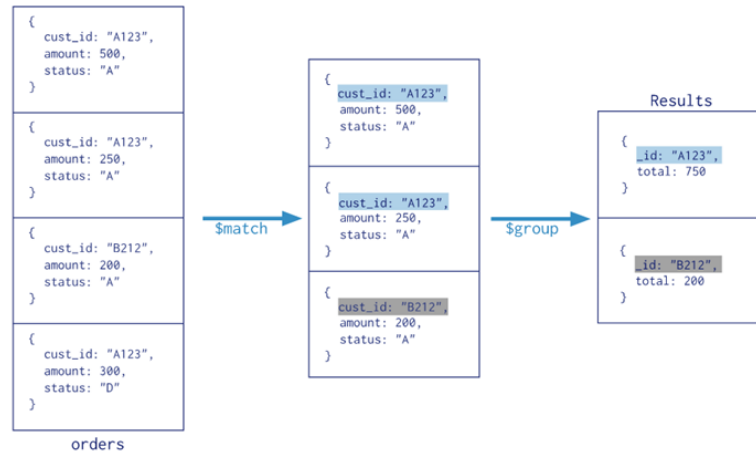 {
cust_id: "A123",
amount: 500,
status: "A"
}
{
cust_id: "A123",
amount: 250,
status: "A"
}
{
cust_id: "B212",
amount: 200,
status: "A"
}
{
cust_id: "A123",
amount: 300,
status: "D"
}
orders
$match
{
cust_id: "A123",
amount: 500,
status: "A"
}
{
cust_id: "A123",
amount: 250,
status: "A"
}
{
cust_id: "B212",
amount: 200,
status: "A"
}
$group
Results
{
_id: "A123",
total: 750
}
{
_id: "B212",
total: 200
}